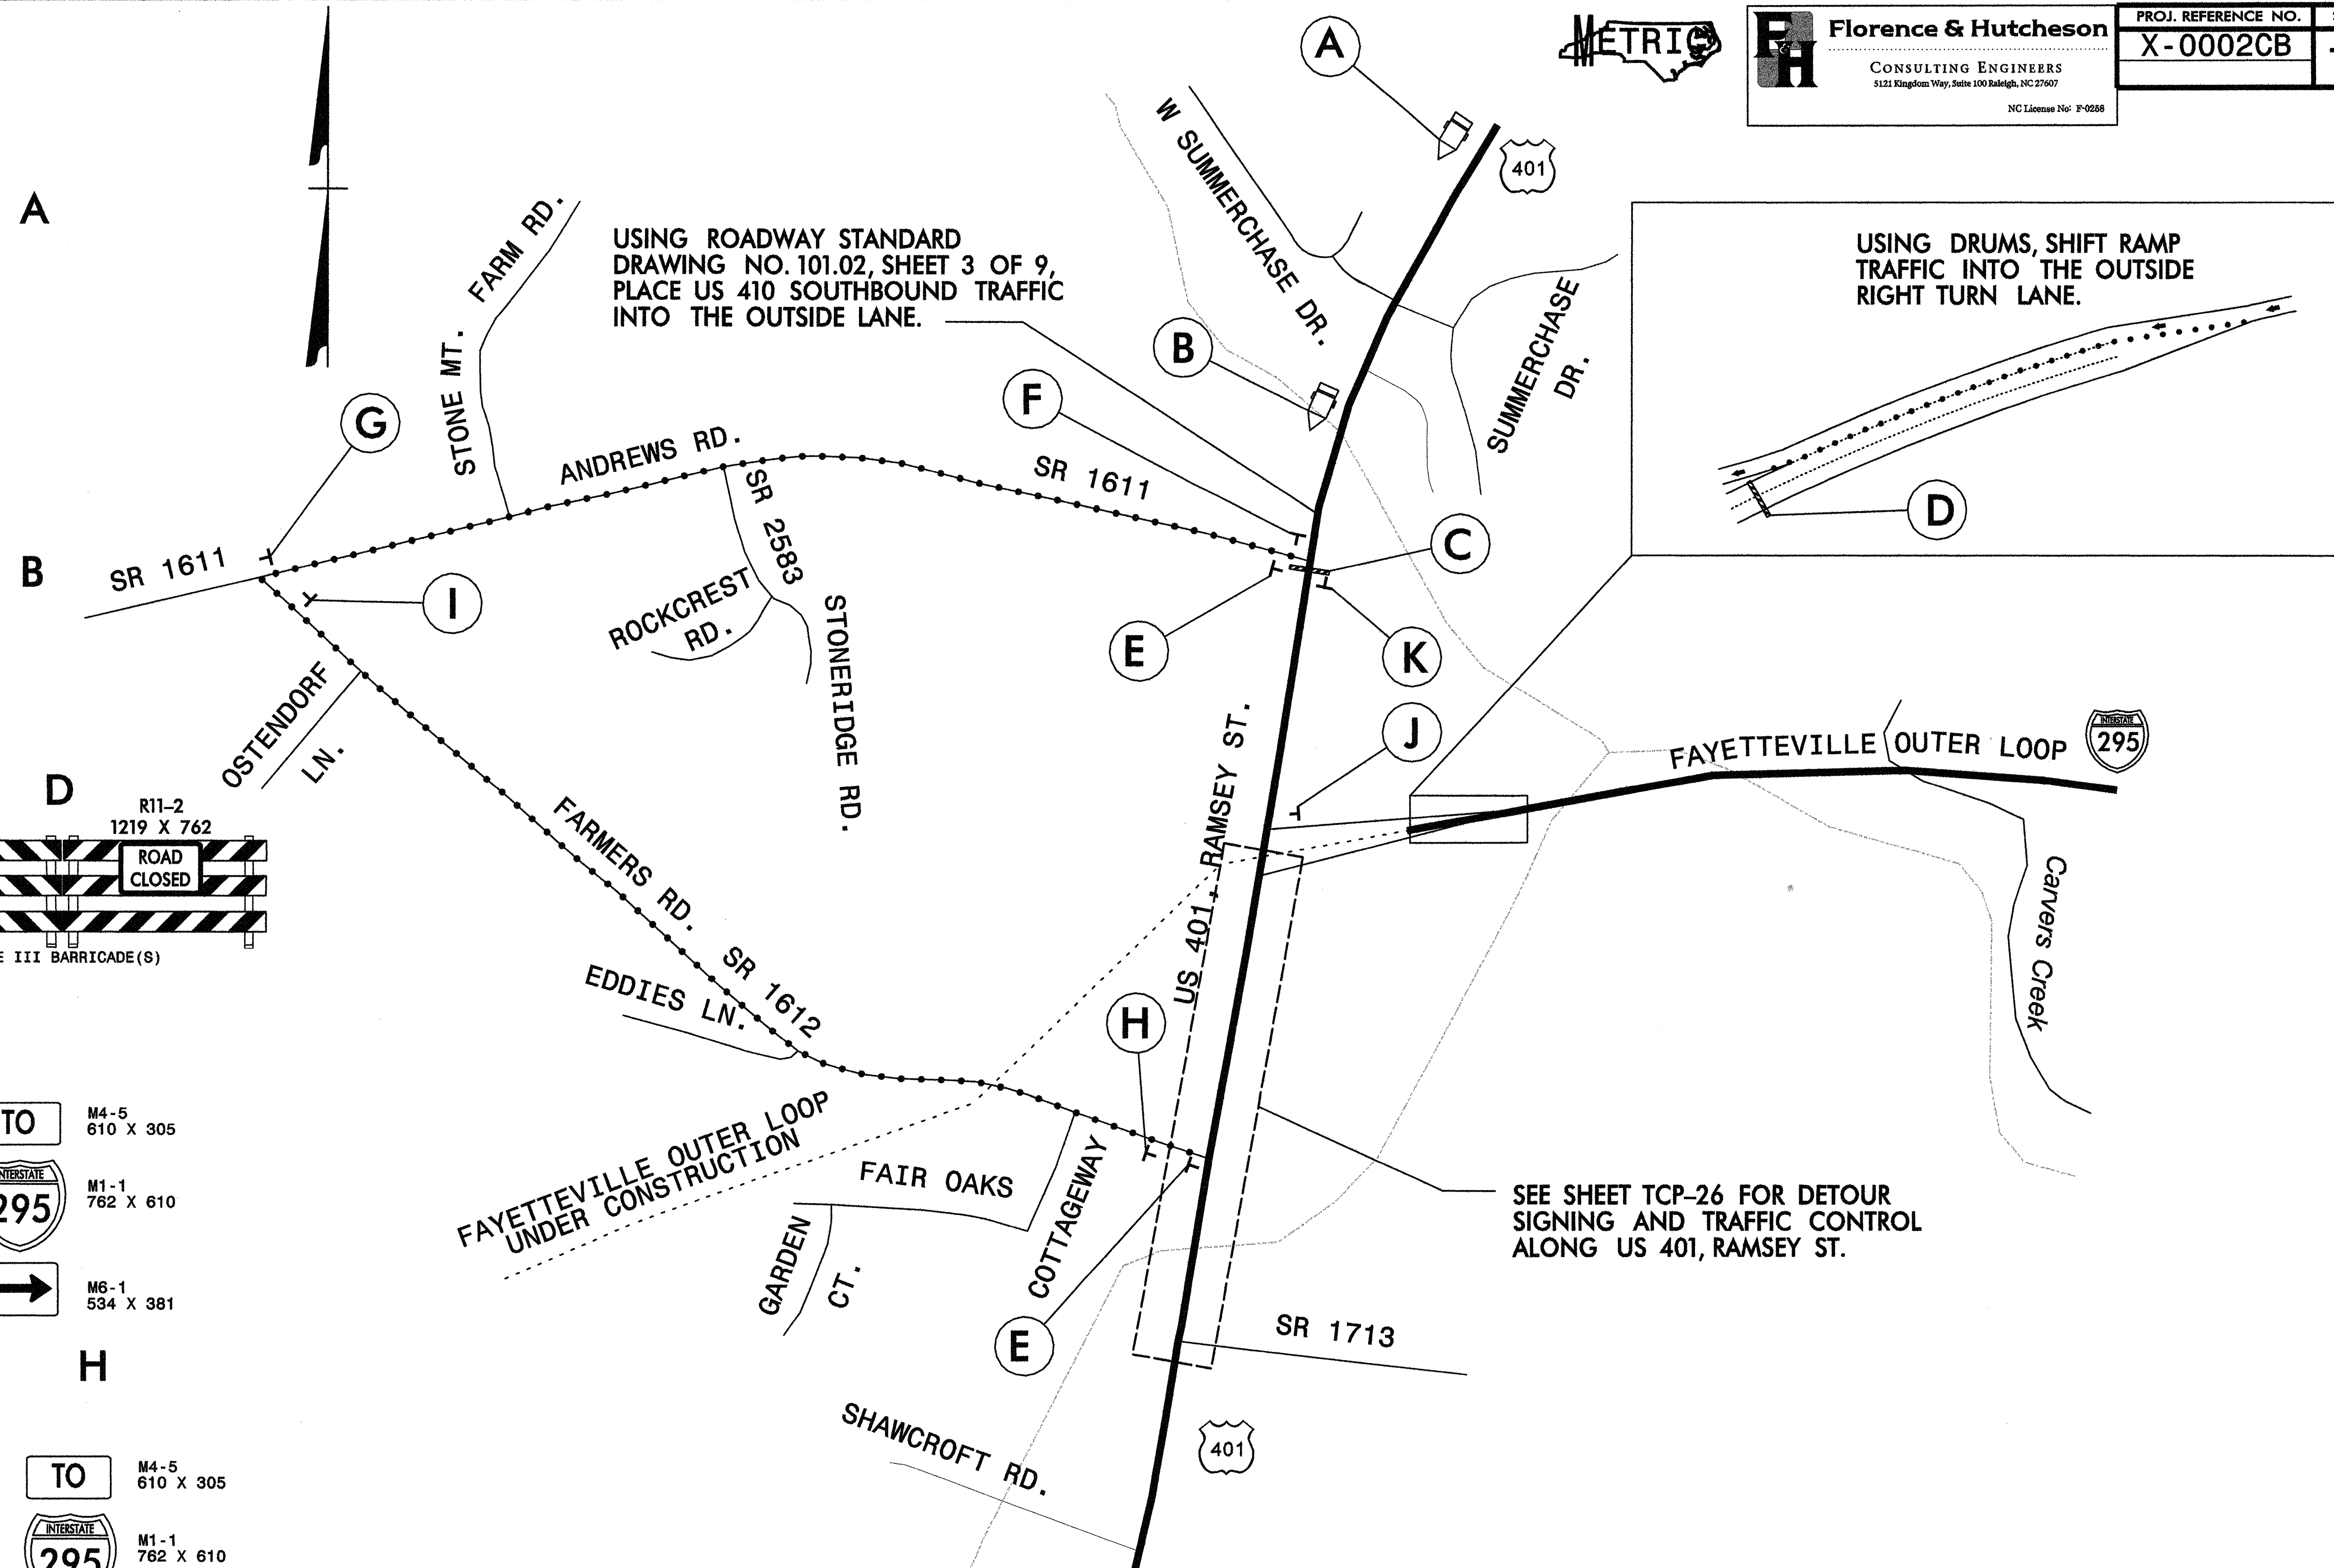 METRIC
F&H
Florence & Hutcheson
CONSULTING ENGINEERS
5121 Kingdom Way, Suite 100 Raleigh, NC 27607
NC License No: F-0258
PROJ. REFERENCE NO.
X-0002CB
A
A
401
W SUMMERCHASE DR.
STONE MT. FARM RD.
USING ROADWAY STANDARD
DRAWING NO. 101.02, SHEET 3 OF 9,
PLACE US 410 SOUTHBOUND TRAFFIC
INTO THE OUTSIDE LANE.
USING DRUMS, SHIFT RAMP
TRAFFIC INTO THE OUTSIDE
RIGHT TURN LANE.
D
B
F
SUMMERCHASE
DR.
G
ANDREWS RD.
SR 1611
C
B
SR 1611
I
SR 2583
ROCKCREST
RD.
STONERIDGE RD.
E
K
J
OSTENDORF
LN.
FAYETTEVILLE OUTER LOOP
INTERSTATE
295
US 401, RAMSEY ST.
D
R11-2
1219 X 762
ROAD
CLOSED
E III BARRICADE(S)
FARMERS RD.
SR 1612
EDDIES LN.
Carvers Creek
H
TO
M4-5
610 X 305
INTERSTATE
295
M1-1
762 X 610
M6-1
534 X 381
FAYETTEVILLE OUTER LOOP
UNDER CONSTRUCTION
FAIR OAKS
COTTAGEWAY
GARDEN
CT.
SEE SHEET TCP-26 FOR DETOUR
SIGNING AND TRAFFIC CONTROL
ALONG US 401, RAMSEY ST.
E
SR 1713
H
SHAWCROFT RD.
401
TO
M4-5
610 X 305
INTERSTATE
295
M1-1
762 X 610